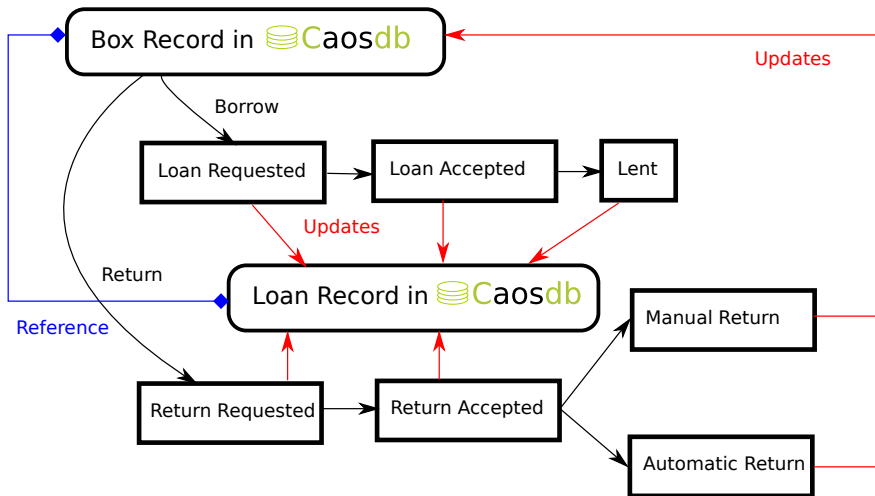 Box Record in Caosdb
Updates
Borrow
Loan Requested
Loan Accepted
Lent
Updates
Return
Loan Record in Caosdb
Reference
Manual Return
Return Requested
Return Accepted
Automatic Return